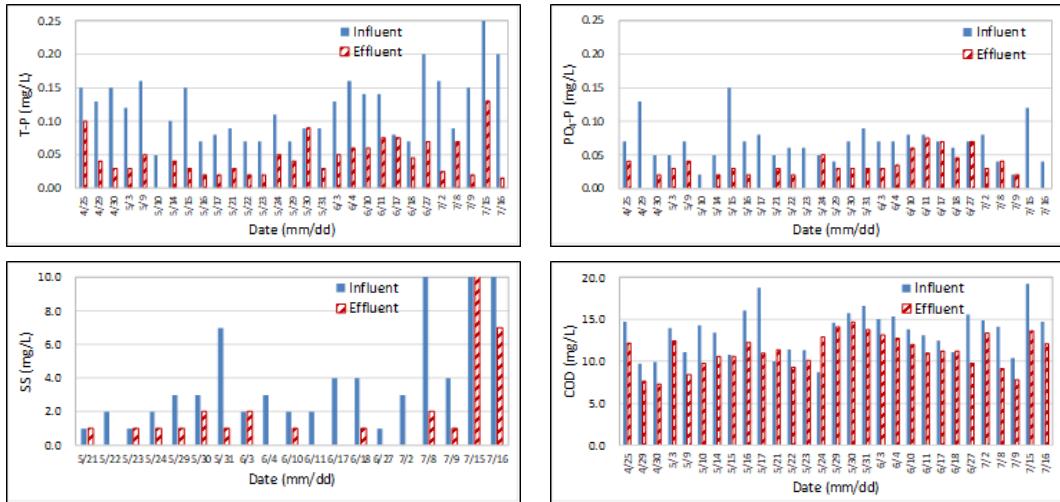 0.25
0.20
0.15
0.10
0.05
0.00
T-P (mg/L)
Influent
Effluent
4/25 4/29 4/30 5/3 5/9 5/10 5/14 5/15 5/16 5/17 5/21 5/22 5/23 5/24 5/29 5/30 5/31 6/3 6/4 6/10 6/11 6/17 6/18 6/27 7/2 7/8 7/9 7/15 7/16
Date (mm/dd)
0.25
0.20
0.15
0.10
0.05
0.00
PO₄-P (mg/L)
Influent
Effluent
4/25 4/29 4/30 5/3 5/9 5/10 5/14 5/15 5/16 5/17 5/21 5/22 5/23 5/24 5/29 5/30 5/31 6/3 6/4 6/10 6/11 6/17 6/18 6/27 7/2 7/8 7/9 7/15 7/16
Date (mm/dd)
10.0
8.0
6.0
4.0
2.0
0.0
SS (mg/L)
Influent
Effluent
5/21 5/22 5/23 5/24 5/29 5/30 5/31 6/3 6/4 6/10 6/11 6/17 6/18 6/27 7/2 7/8 7/9 7/15 7/16
Date (mm/dd)
20.0
15.0
10.0
5.0
0.0
COD (mg/L)
Influent
Effluent
4/25 4/29 4/30 5/3 5/9 5/10 5/14 5/15 5/16 5/17 5/21 5/22 5/23 5/24 5/29 5/30 5/31 6/3 6/4 6/10 6/11 6/17 6/18 6/27 7/2 7/8 7/9 7/15 7/16
Date (mm/dd)